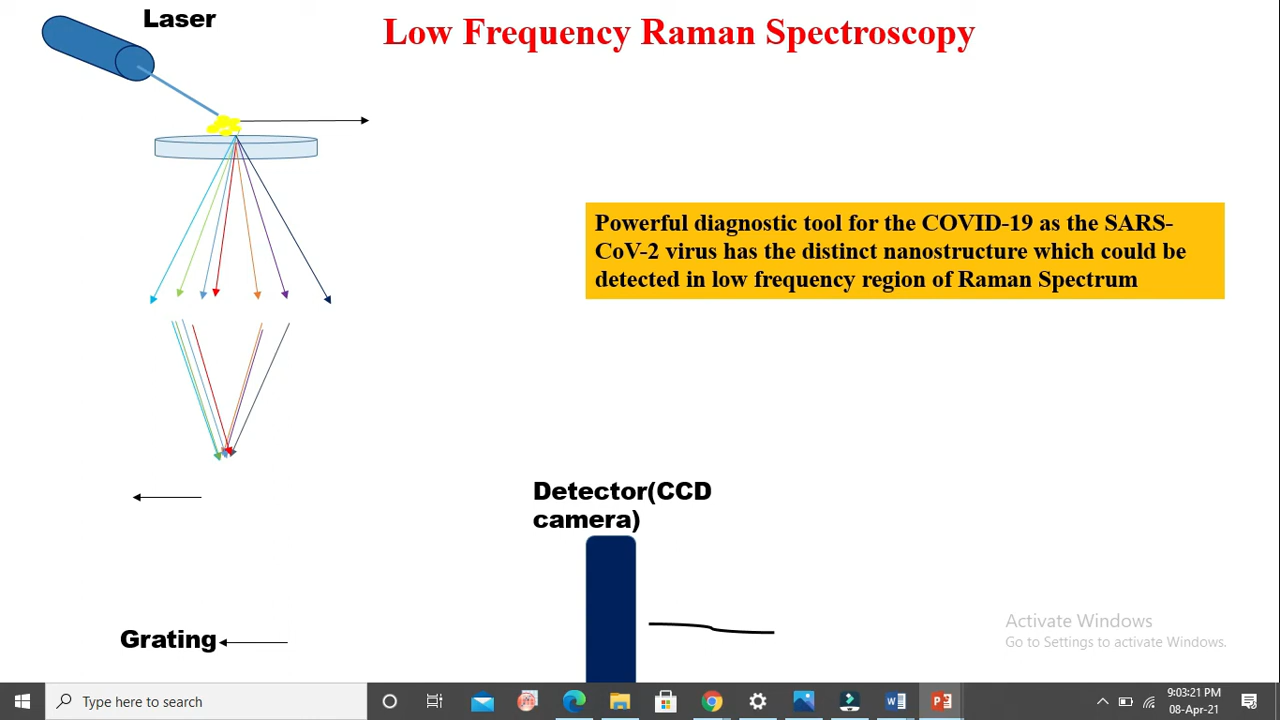 Laser
Low Frequency Raman Spectroscopy
Powerful diagnostic tool for the COVID-19 as the SARS-
CoV-2 virus has the distinct nanostructure which could be
detected in low frequency region of Raman Spectrum
Detector(CCD
camera)
Grating
Activate Windows
Go to Settings to activate Windows.
Type here to search
9:03:21 PM
08-Apr-21